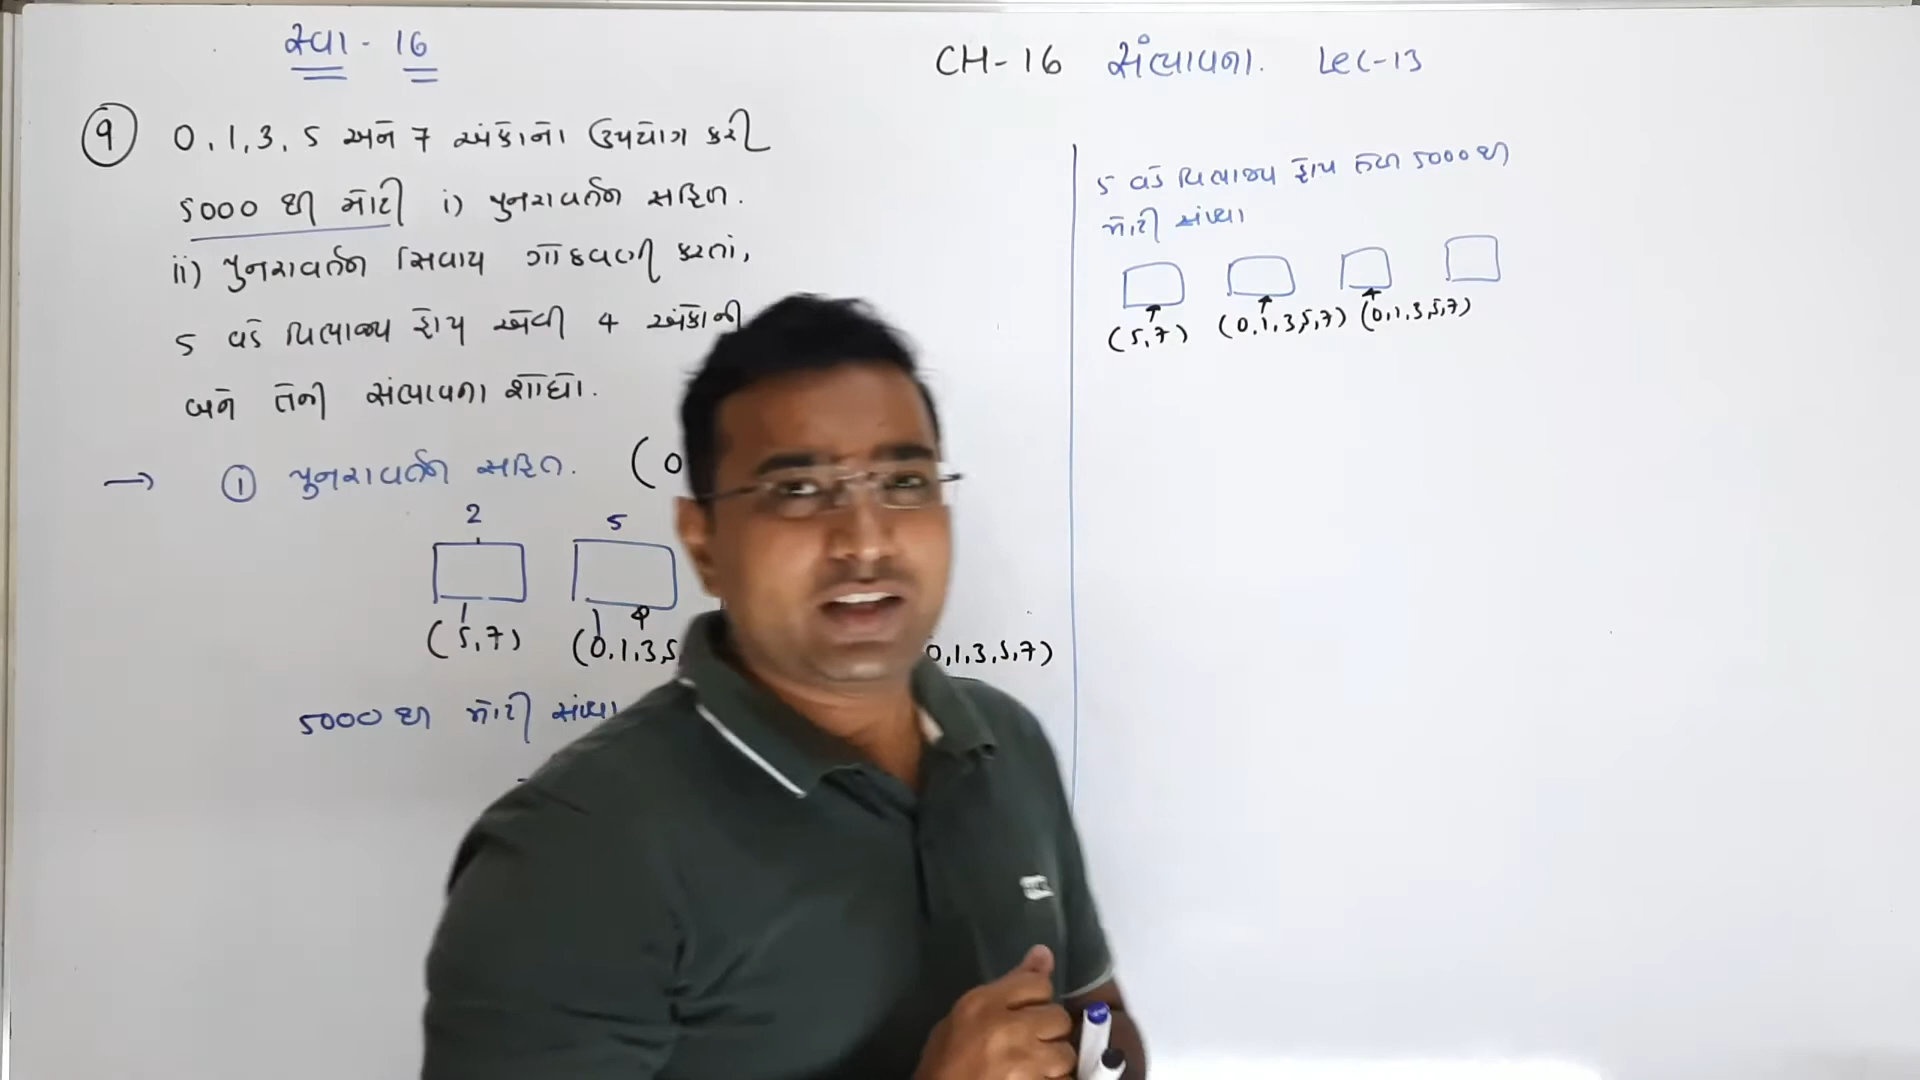 સ્વા - 16
CH-16 સંભાવના. Lec-13
9 0, 1, 3, 5 અને 7 અંકોનો ઉપયોગ કરી
5000 થી મોટી i) પુનરાવર્તન સહિત.
ii) પુનરાવર્તન સિવાય ગોઠવણી કરતાં,
5 વડે વિભાજ્ય હોય એવી 4 અંકોની
બને તેની સંભાવના શોધો.
→ ① પુનરાવર્તન સહિત. (0
2 5
(5,7) (0,1,3,5 0,1,3,5,7)
5000 થી મોટી સંખ્યા
5 વડે વિભાજ્ય હોય તથા 5000 થી
મોટી સંખ્યા
(5,7) (0,1,3,5,7) (0,1,3,5,7)